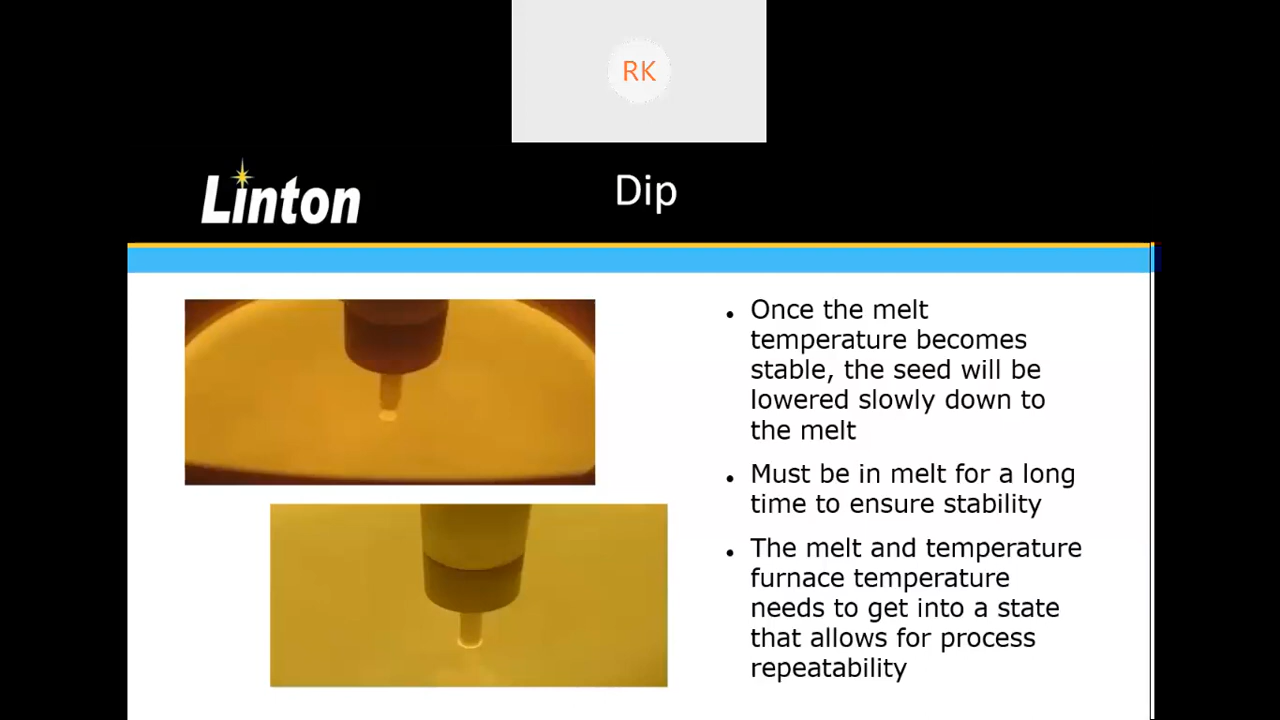 RK
Linton
Dip
• Once the melt
temperature becomes
stable, the seed will be
lowered slowly down to
the melt
• Must be in melt for a long
time to ensure stability
• The melt and temperature
furnace temperature
needs to get into a state
that allows for process
repeatability